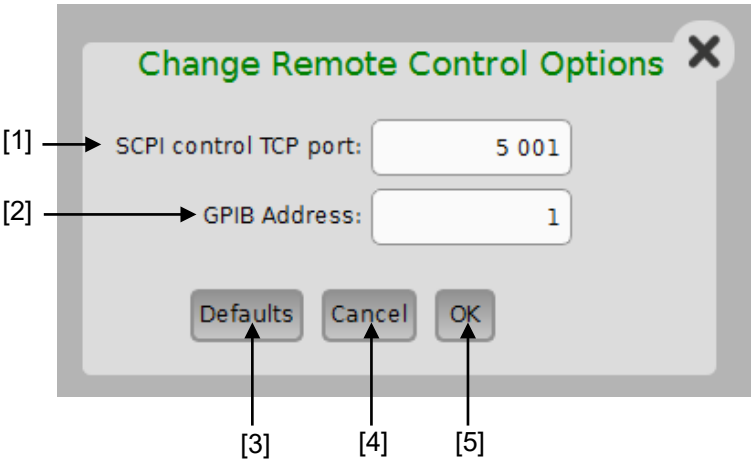 Change Remote Control Options
[1] SCPI control TCP port: 5 001
[2] GPIB Address: 1
Defaults Cancel OK
[3] [4] [5]